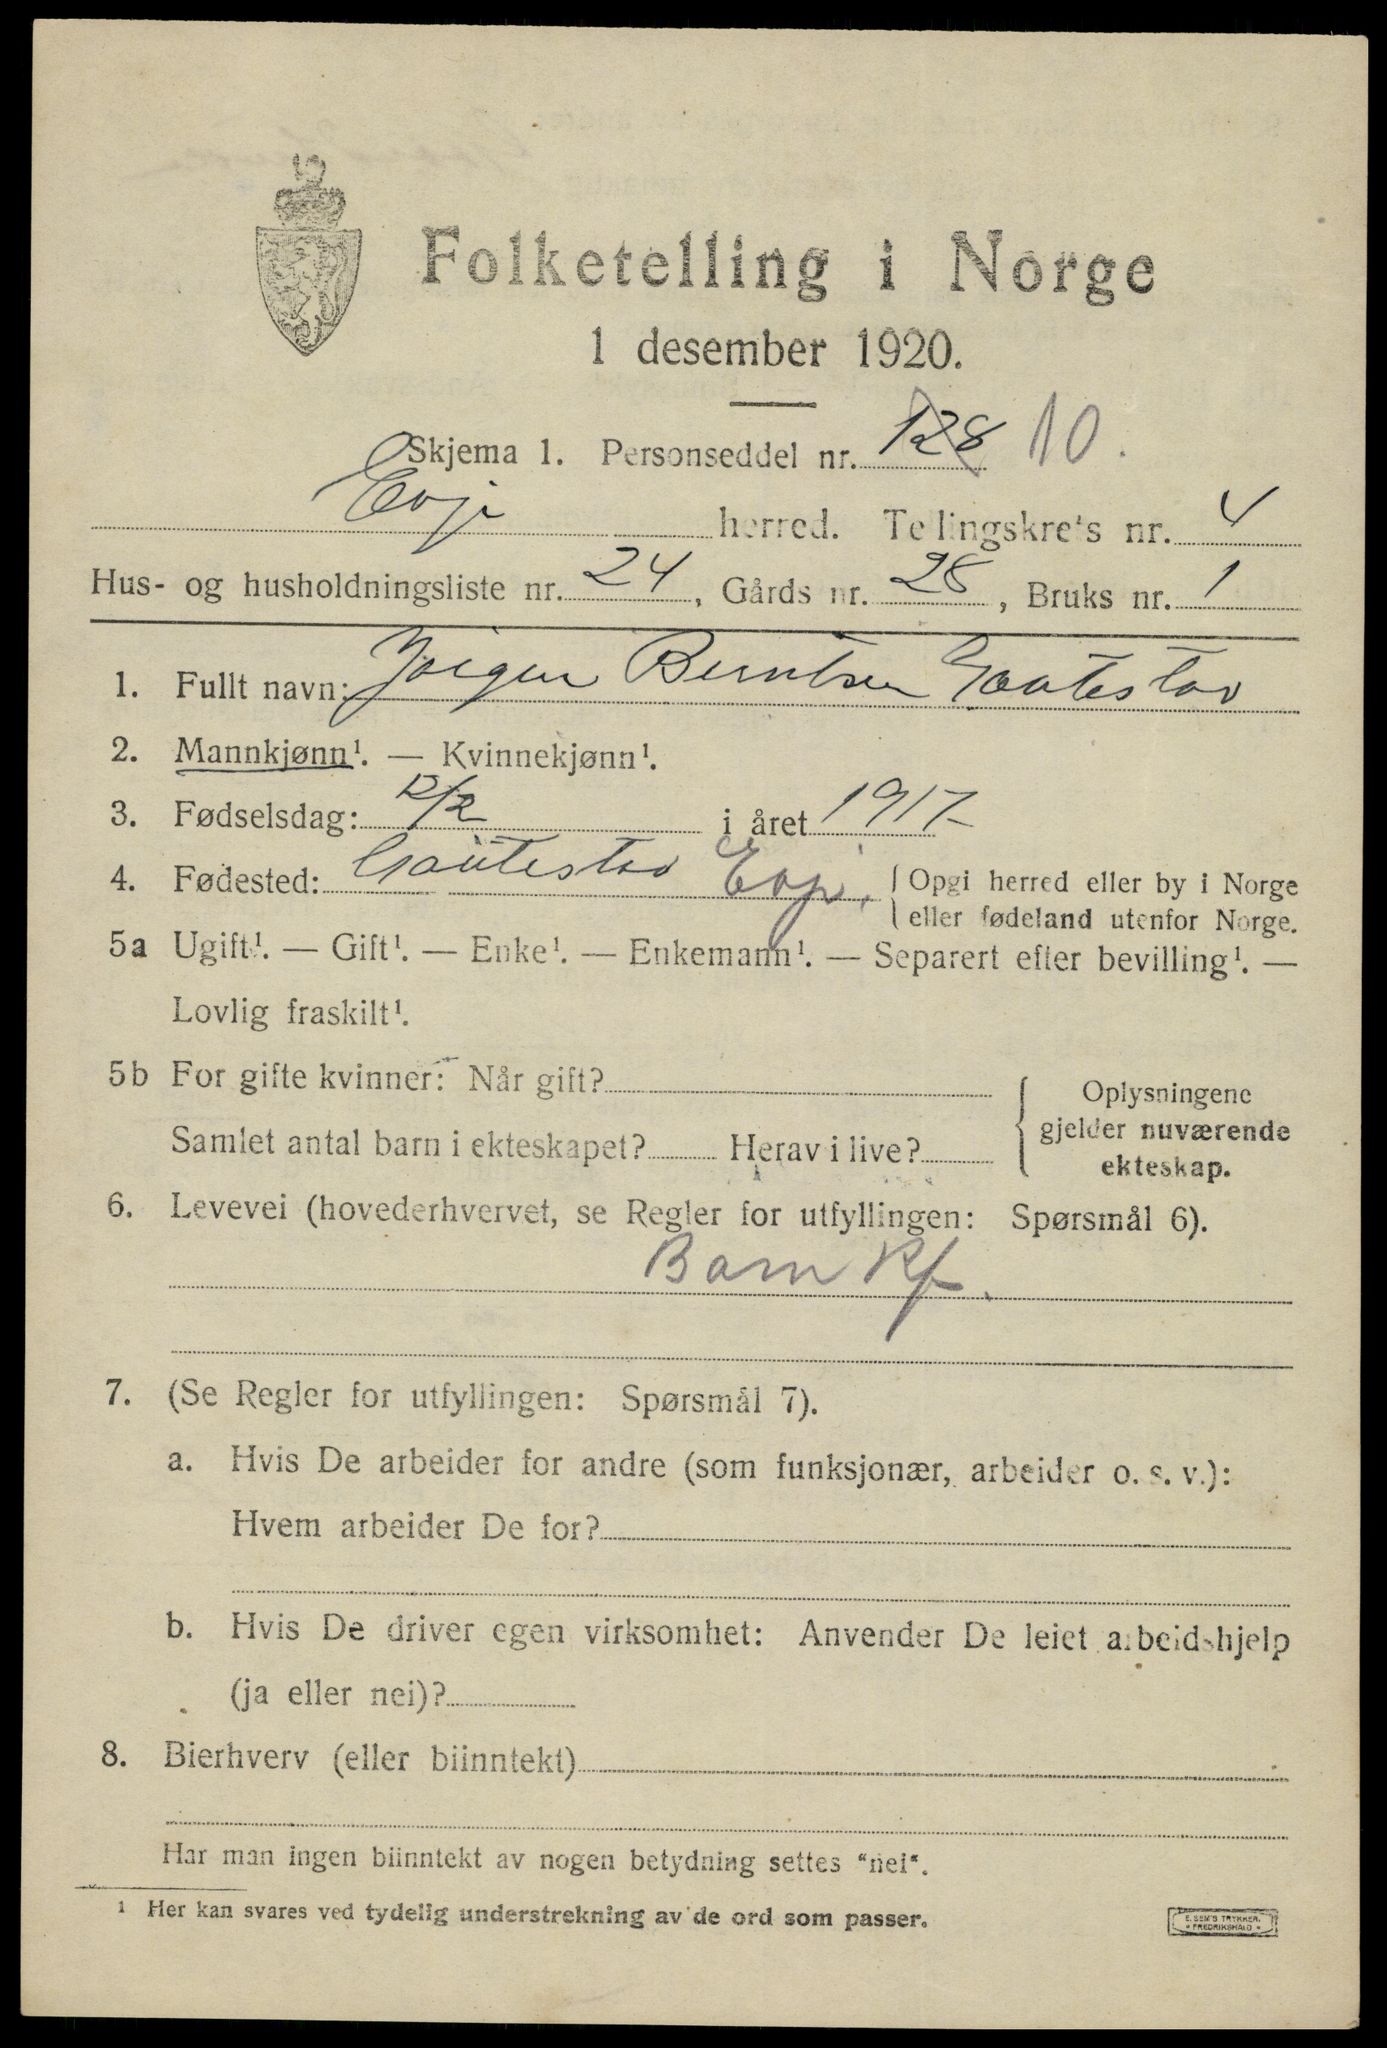 Folketelling i Norge
1 desember 1920.
Skjema 1. Personseddel nr. 128 10.
Evje herred. Tellingskrets nr. 4
Hus- og husholdningsliste nr. 24, Gårds nr. 28, Bruks nr. 1
1. Fullt navn: Jørgen Berntsen Gautestad
2. Mannkjønn¹. — Kvinnekjønn¹.
3. Fødselsdag: 12/2 i året 1917
4. Fødested: Gautestad Evje. { Opgi herred eller by i Norge
eller fødeland utenfor Norge.
5a Ugift¹. — Gift¹. — Enke¹. — Enkemann¹. — Separert efter bevilling¹. —
Lovlig fraskilt¹.
5b For gifte kvinner: Når gift?
Samlet antal barn i ekteskapet? Herav i live?
Oplysningene
gjelder nuværende
ekteskap.
6. Levevei (hovederhvervet, se Regler for utfyllingen: Spørsmål 6).
Barn Kf.
7. (Se Regler for utfyllingen: Spørsmål 7).
a. Hvis De arbeider for andre (som funksjonær, arbeider o. s. v.):
Hvem arbeider De for?
b. Hvis De driver egen virksomhet: Anvender De leiet arbeidshjelp
(ja eller nei)?
8. Bierhverv (eller biinntekt)
Har man ingen biinntekt av nogen betydning settes "nei".
¹ Her kan svares ved tydelig understrekning av de ord som passer.
E. SEM'S TRYKKERI
FREDRIKSHALD